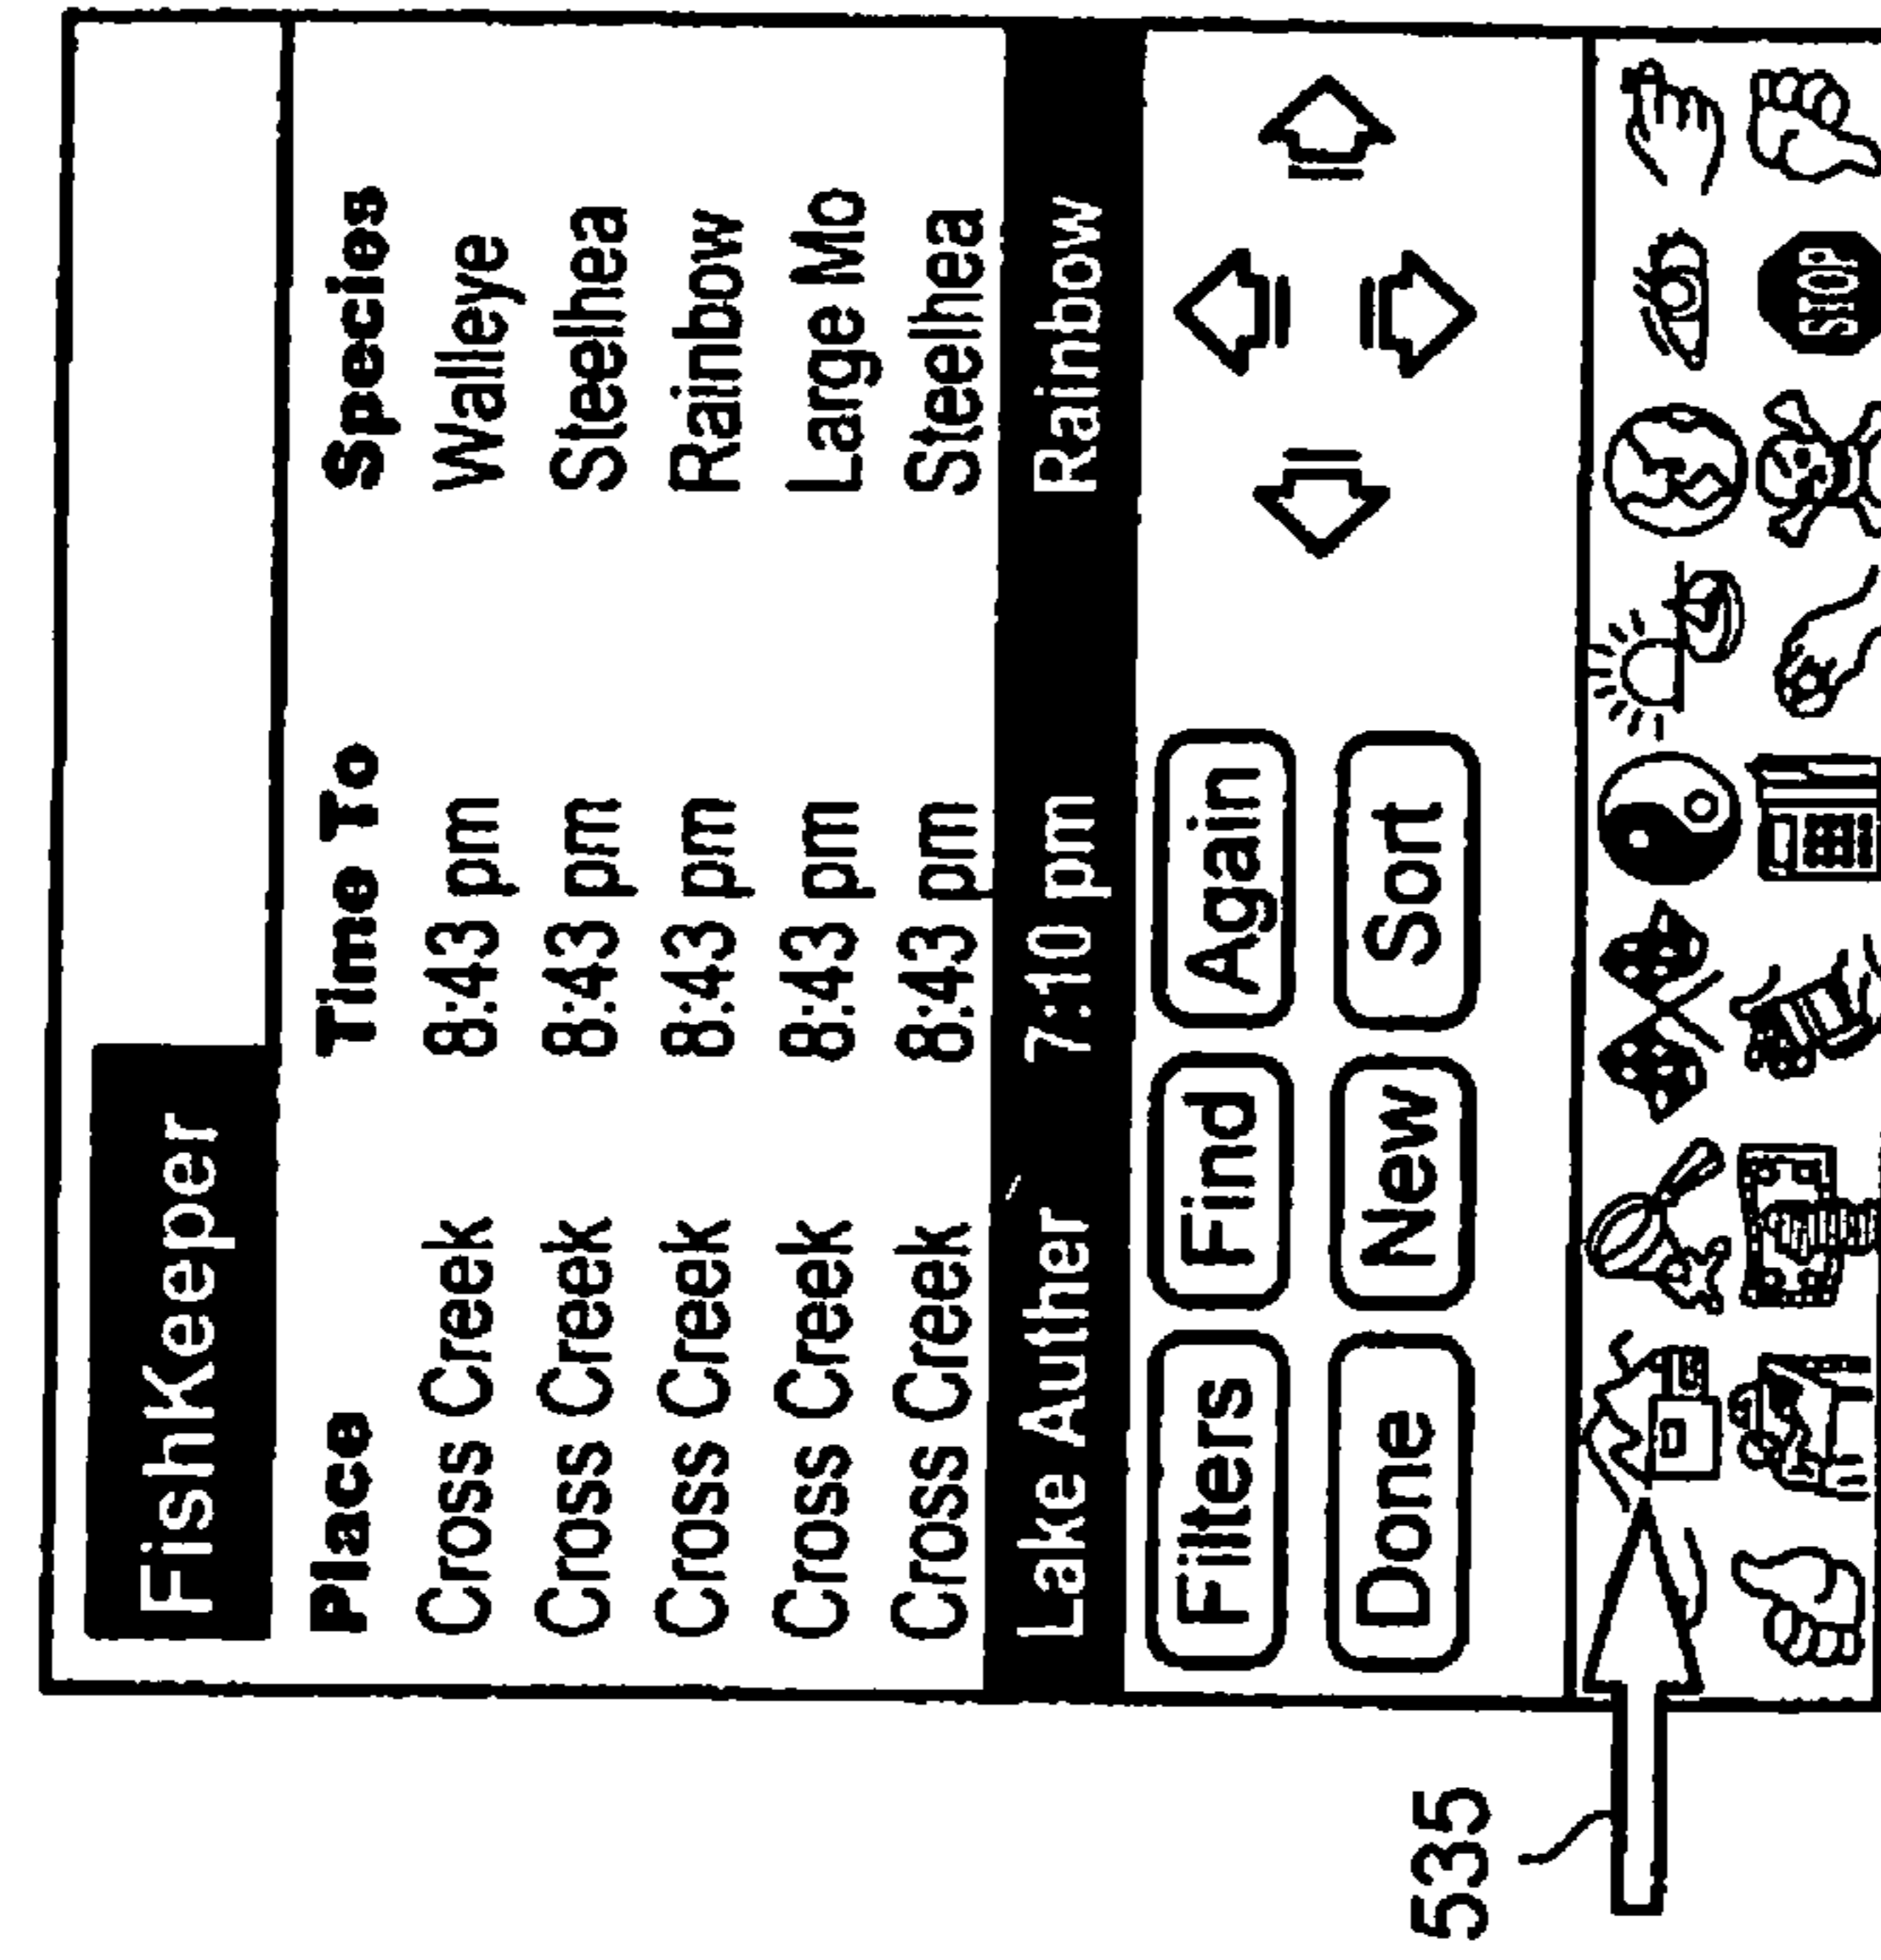 FishKeeper
Place Time To Species
Cross Creek 8:43 pm Walleye
Cross Creek 8:43 pm Steelhea
Cross Creek 8:43 pm Rainbow
Cross Creek 8:43 pm Large Mo
Cross Creek 8:43 pm Steelhea
Lake Auther 7:10 pm Rainbow
Filters Find Again
Done New Sort
STOP
535